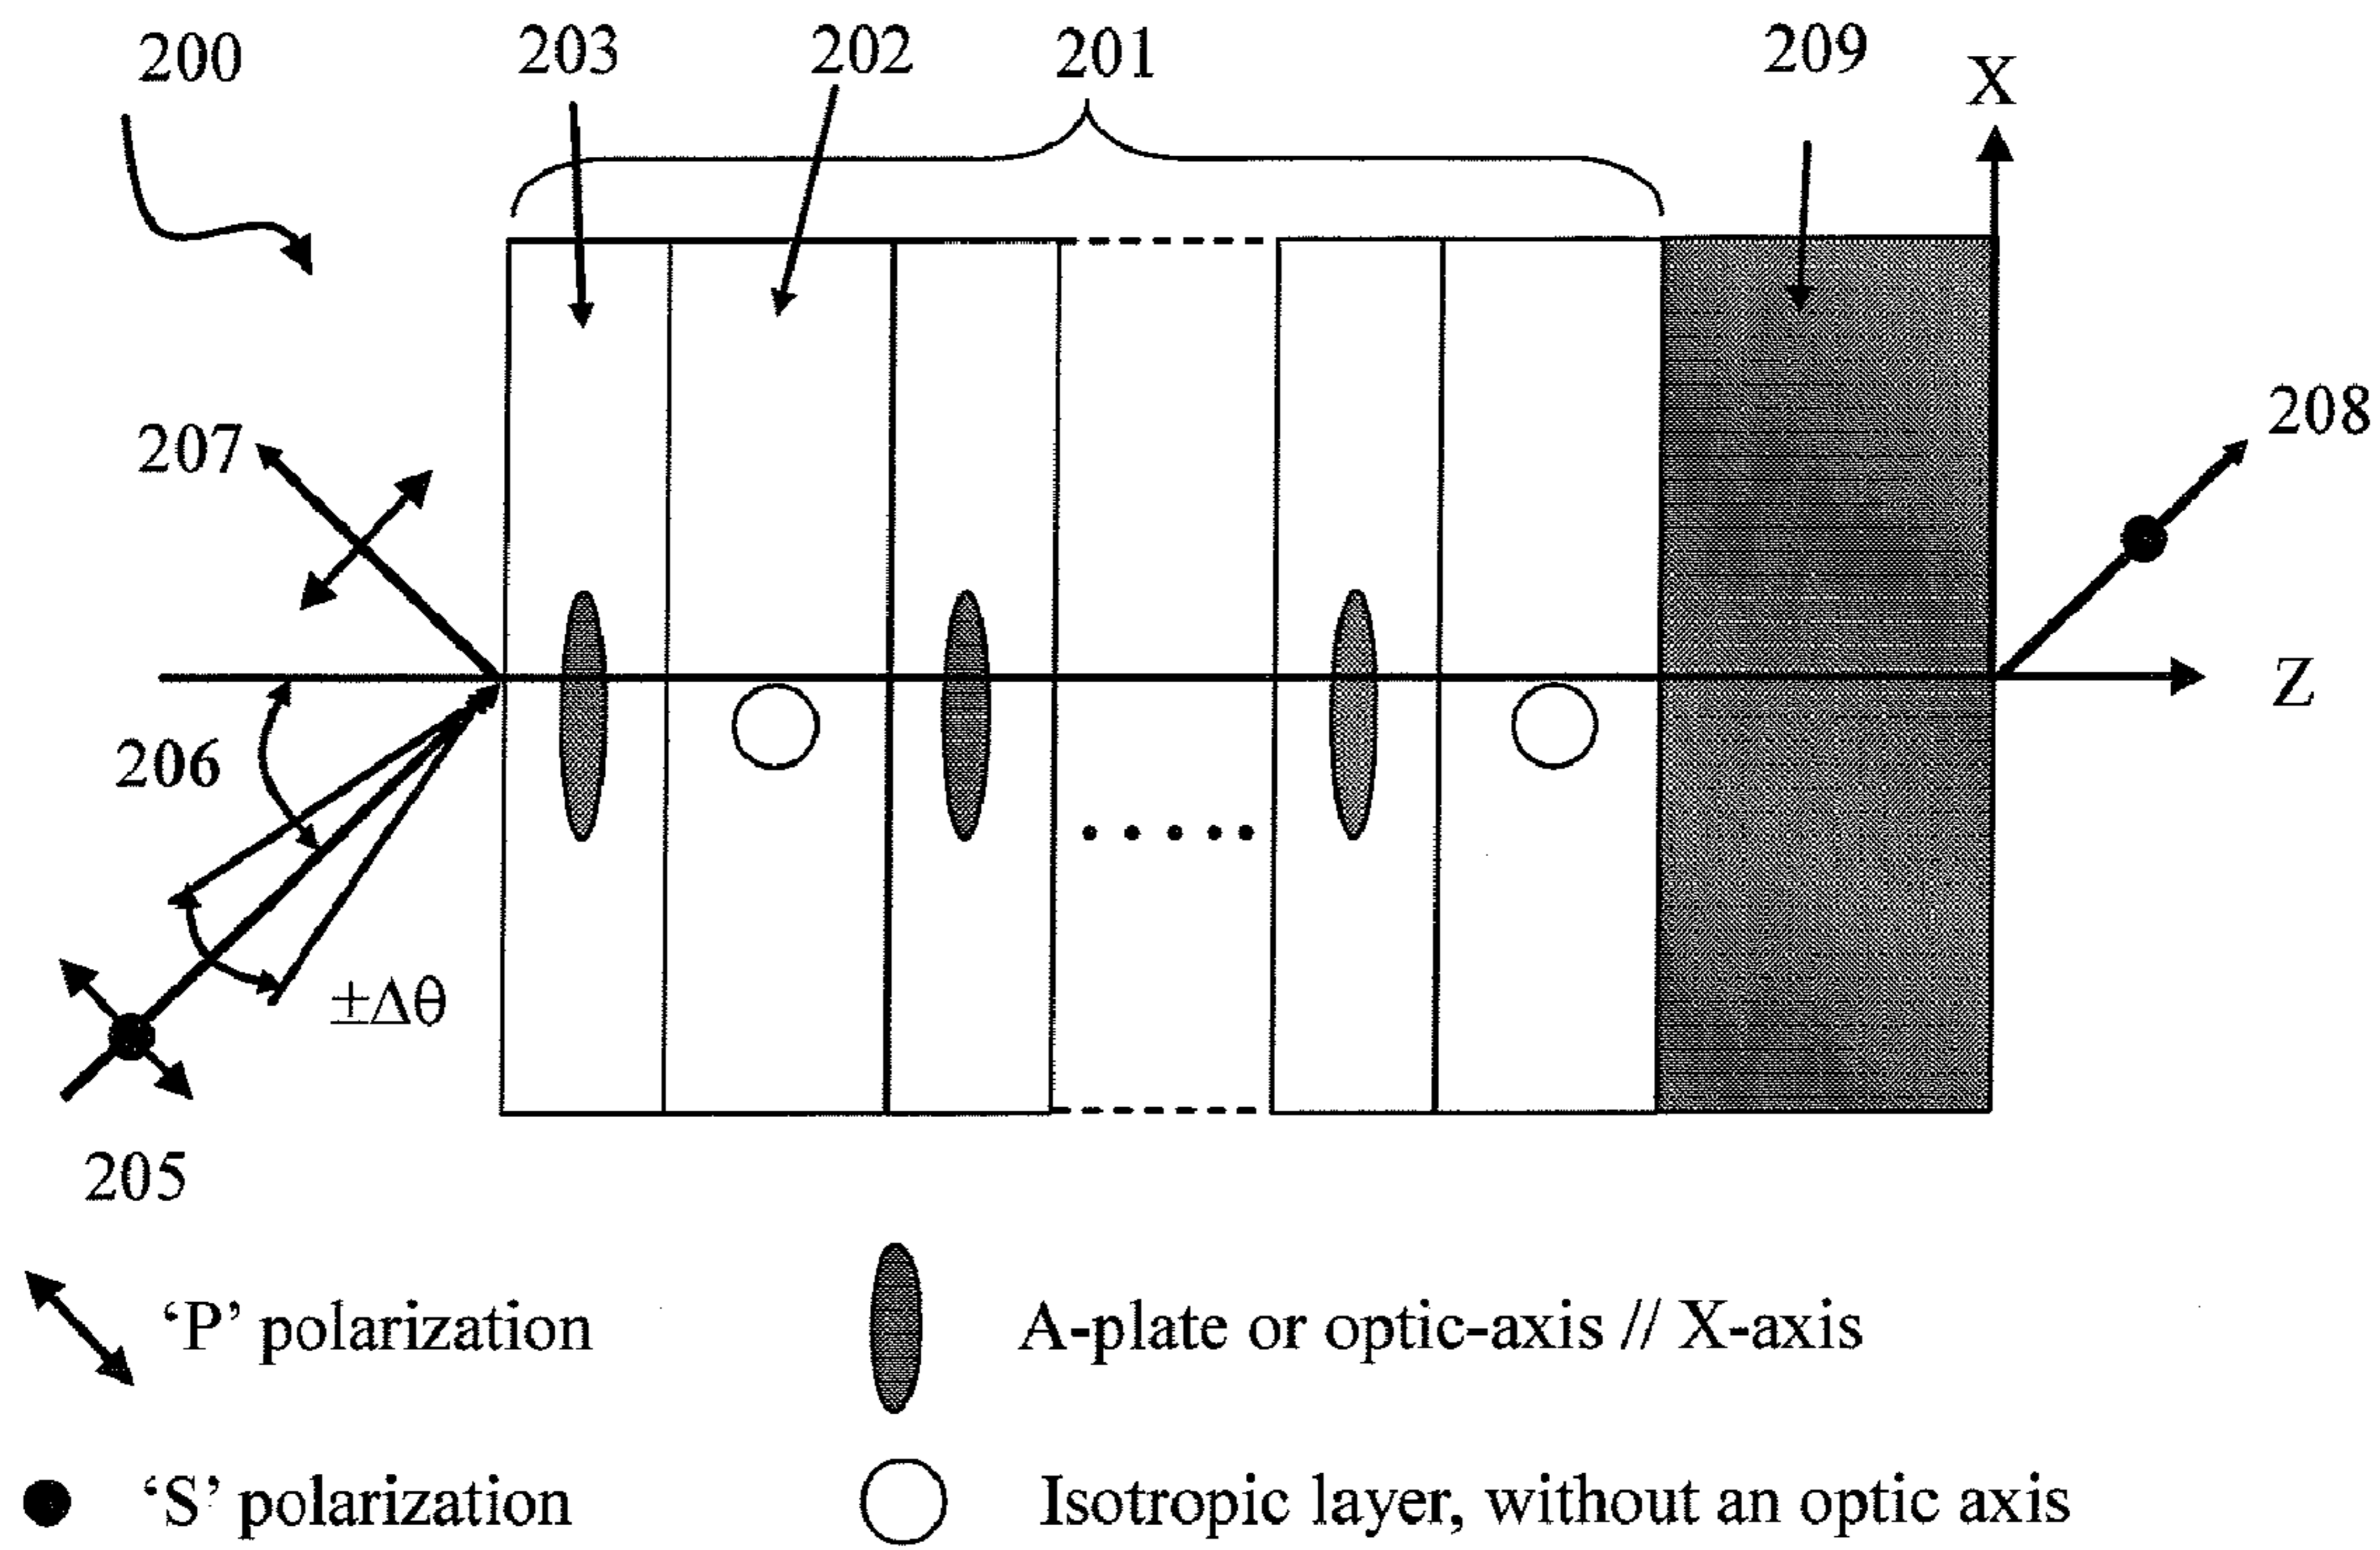 200
203
202
201
209
X
207
208
Z
206
±Δθ
205
‘P’ polarization
A-plate or optic-axis // X-axis
‘S’ polarization
Isotropic layer, without an optic axis